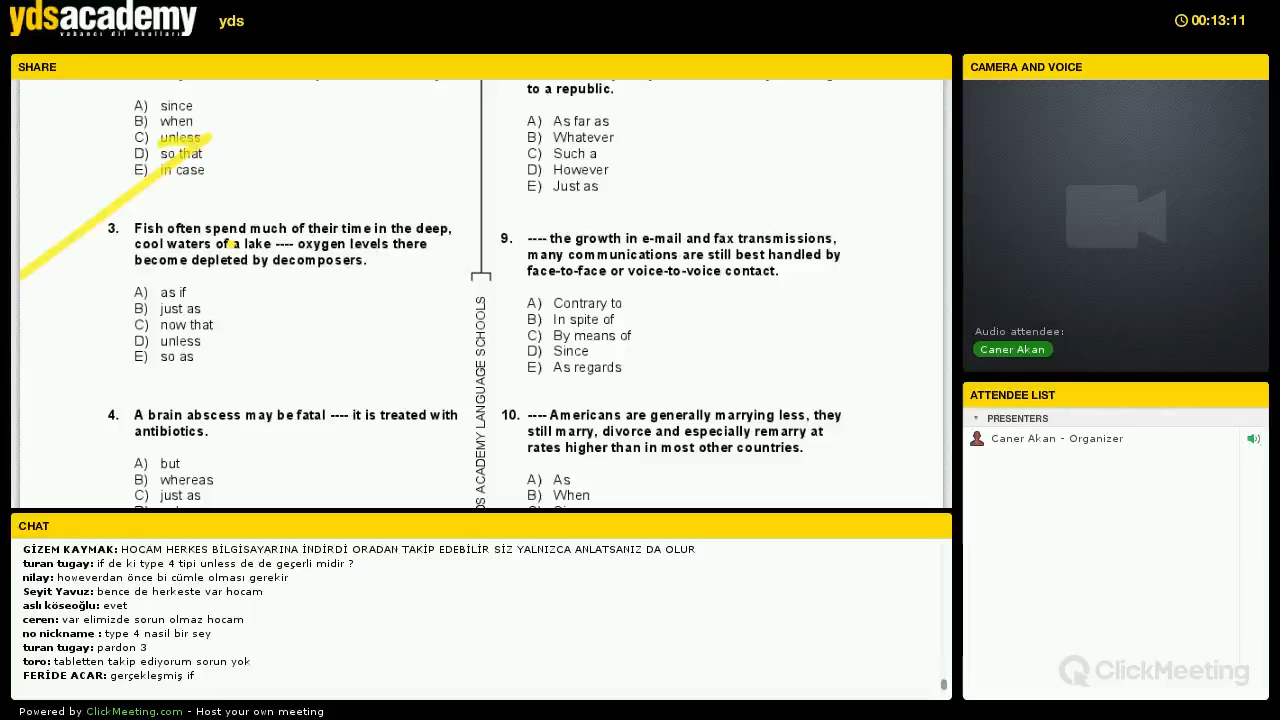 ydsacademy
yabancı dil okulları
yds
00:13:11
SHARE
A) since
B) when
C) unless
D) so that
E) in case
3. Fish often spend much of their time in the deep,
cool waters of a lake ---- oxygen levels there
become depleted by decomposers.
A) as if
B) just as
C) now that
D) unless
E) so as
4. A brain abscess may be fatal ---- it is treated with
antibiotics.
A) but
B) whereas
C) just as
DS ACADEMY LANGUAGE SCHOOLS
to a republic.
A) As far as
B) Whatever
C) Such a
D) However
E) Just as
9. ---- the growth in e-mail and fax transmissions,
many communications are still best handled by
face-to-face or voice-to-voice contact.
A) Contrary to
B) In spite of
C) By means of
D) Since
E) As regards
10. ---- Americans are generally marrying less, they
still marry, divorce and especially remarry at
rates higher than in most other countries.
A) As
B) When
CAMERA AND VOICE
Audio attendee:
Caner Akan
ATTENDEE LIST
PRESENTERS
Caner Akan - Organizer
CHAT
GİZEM KAYMAK: HOCAM HERKES BİLGİSAYARINA İNDİRDİ ORADAN TAKİP EDEBİLİR SİZ YALNIZCA ANLATSANIZ DA OLUR
turan tugay: if de ki type 4 tipi unless de de geçerli midir ?
nilay: howeverdan önce bi cümle olması gerekir
Seyit Yavuz: bence de herkeste var hocam
aslı köseoğlu: evet
ceren: var elimizde sorun olmaz hocam
no nickname : type 4 nasil bir sey
turan tugay: pardon 3
toro: tabletten takip ediyorum sorun yok
FERİDE ACAR: gerçekleşmiş if
ClickMeeting
Powered by ClickMeeting.com - Host your own meeting